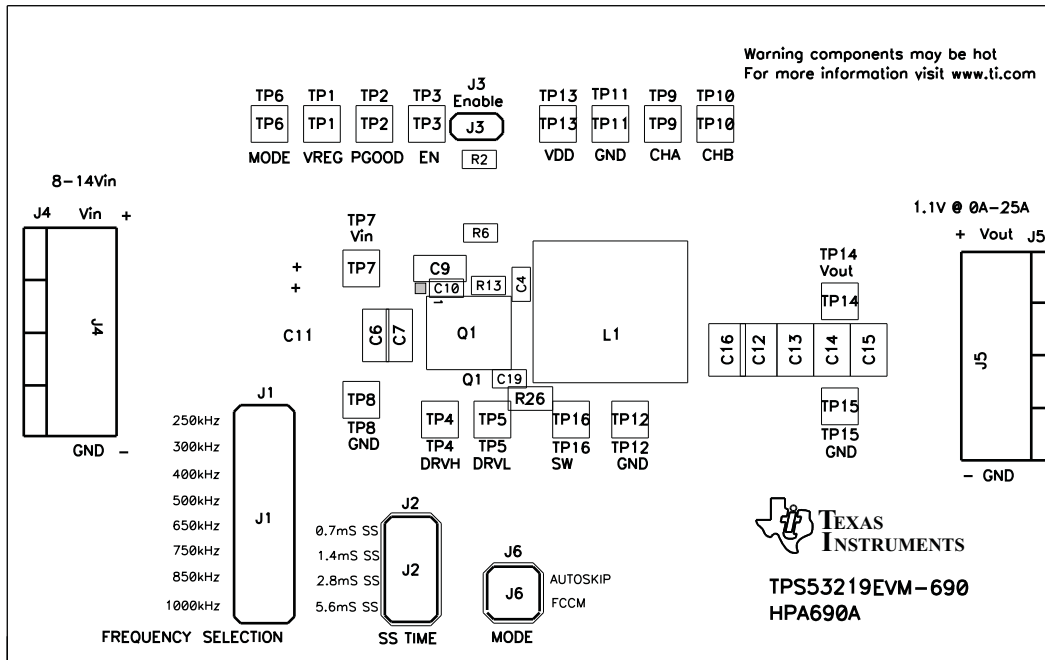 Warning components may be hot
For more information visit www.ti.com
TP6 TP1 TP2 TP3 J3 Enable TP13 TP11 TP9 TP10
TP6 TP1 TP2 TP3 J3 TP13 TP11 TP9 TP10
MODE VREG PGOOD EN VDD GND CHA CHB
R2
8-14Vin
J4 Vin +
J4
GND -
TP7
Vin
TP7
+
+
C11
R6
C9
C10
R13
C4
1
C6
C7
Q1
Q1
C19
L1
R26
1.1V @ 0A-25A
+ Vout J5
J5
- GND
TP14
Vout
TP14
C16 C12 C13 C14 C15
TP15
TP15
GND
TP8
TP8
GND
TP4 TP5 TP16 TP12
TP4 TP5 TP16 TP12
DRVH DRVL SW GND
J1
J1
250kHz
300kHz
400kHz
500kHz
650kHz
750kHz
850kHz
1000kHz
FREQUENCY SELECTION
J2
J2
0.7mS SS
1.4mS SS
2.8mS SS
5.6mS SS
SS TIME
J6
J6
AUTOSKIP
FCCM
MODE
TEXAS
INSTRUMENTS
TPS53219EVM-690
HPA690A